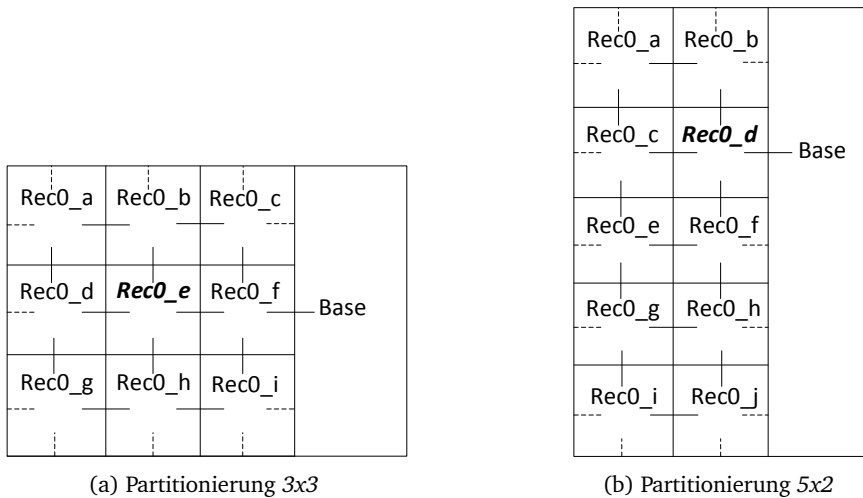 Rec0_a Rec0_b Rec0_c
Rec0_d Rec0_e Rec0_f Base
Rec0_g Rec0_h Rec0_i
(a) Partitionierung 3x3
Rec0_a Rec0_b
Rec0_c Rec0_d Base
Rec0_e Rec0_f
Rec0_g Rec0_h
Rec0_i Rec0_j
(b) Partitionierung 5x2